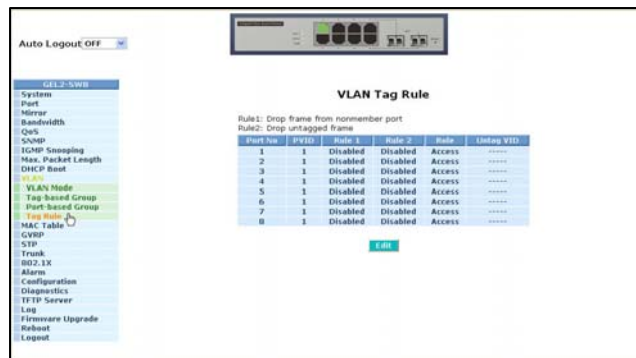 Auto Logout OFF
GEL2-SW8
System
Port
Mirror
Bandwidth
QoS
SNMP
IGMP Snooping
Max. Packet Length
DHCP Boot
VLAN
VLAN Mode
Tag-based Group
Port-based Group
Tag Rule
MAC Table
GVRP
STP
Trunk
802.1X
Alarm
Configuration
Diagnostics
TFTP Server
Log
Firmware Upgrade
Reboot
Logout
VLAN Tag Rule
Rule1: Drop frame from nonmember port
Rule2: Drop untagged frame
Port No PVID Rule 1 Rule 2 Role Untag VID
1 1 Disabled Disabled Access -----
2 1 Disabled Disabled Access -----
3 1 Disabled Disabled Access -----
4 1 Disabled Disabled Access -----
5 1 Disabled Disabled Access -----
6 1 Disabled Disabled Access -----
7 1 Disabled Disabled Access -----
8 1 Disabled Disabled Access -----
Edit